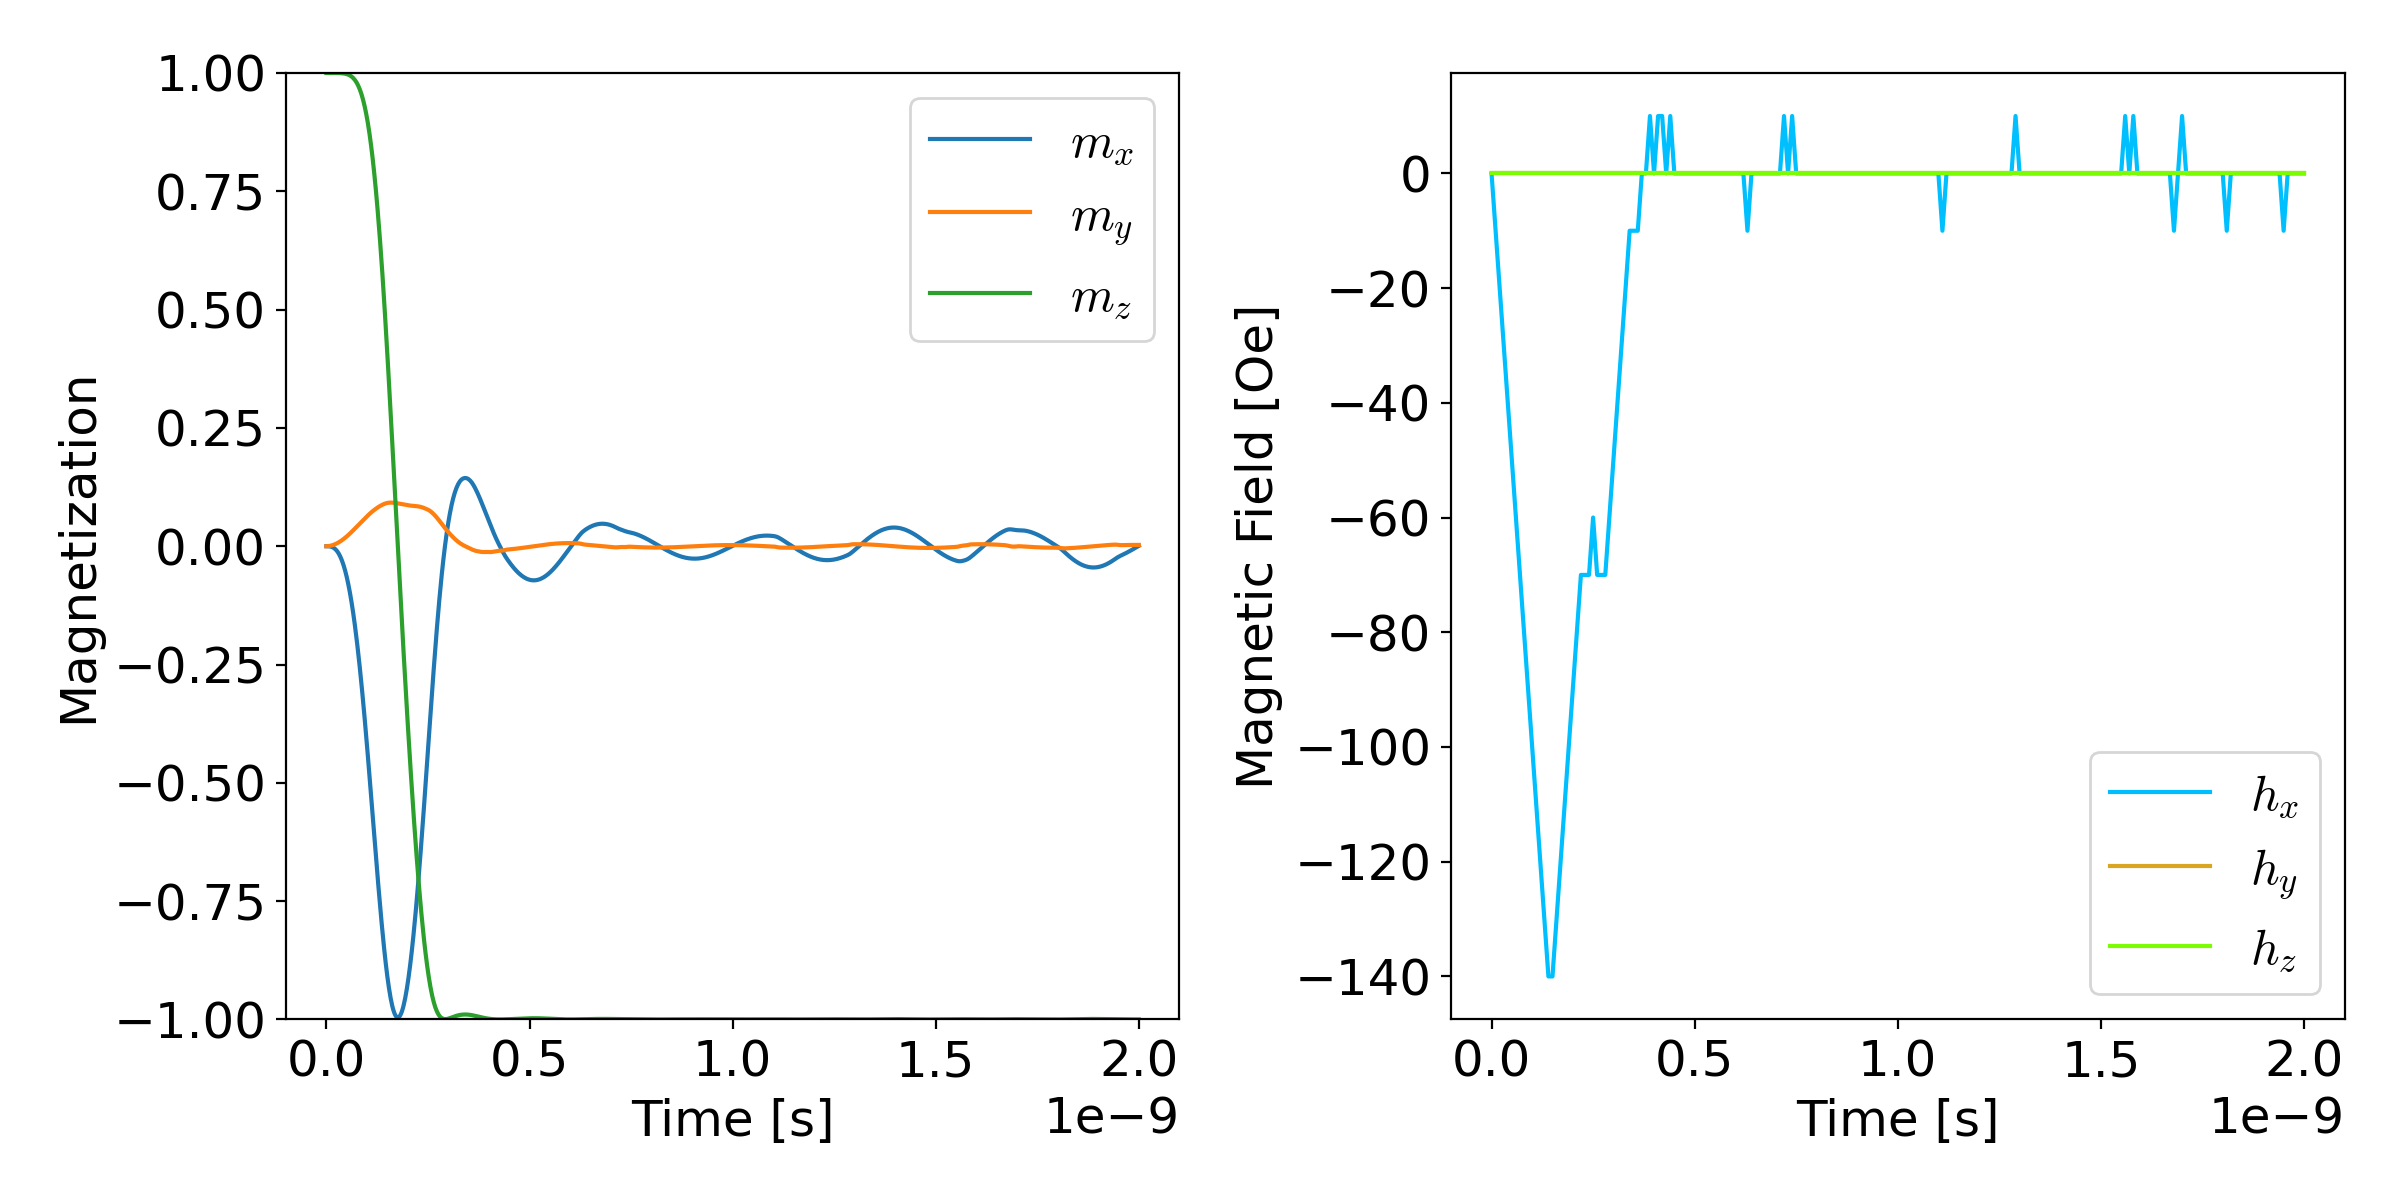 1.00
0.75
0.50
0.25
0.00
−0.25
−0.50
−0.75
−1.00
Magnetization
0.0 0.5 1.0 1.5 2.0
Time [s]
1e−9
m_x
m_y
m_z
0
−20
−40
−60
−80
−100
−120
−140
Magnetic Field [Oe]
0.0 0.5 1.0 1.5 2.0
Time [s]
1e−9
h_x
h_y
h_z